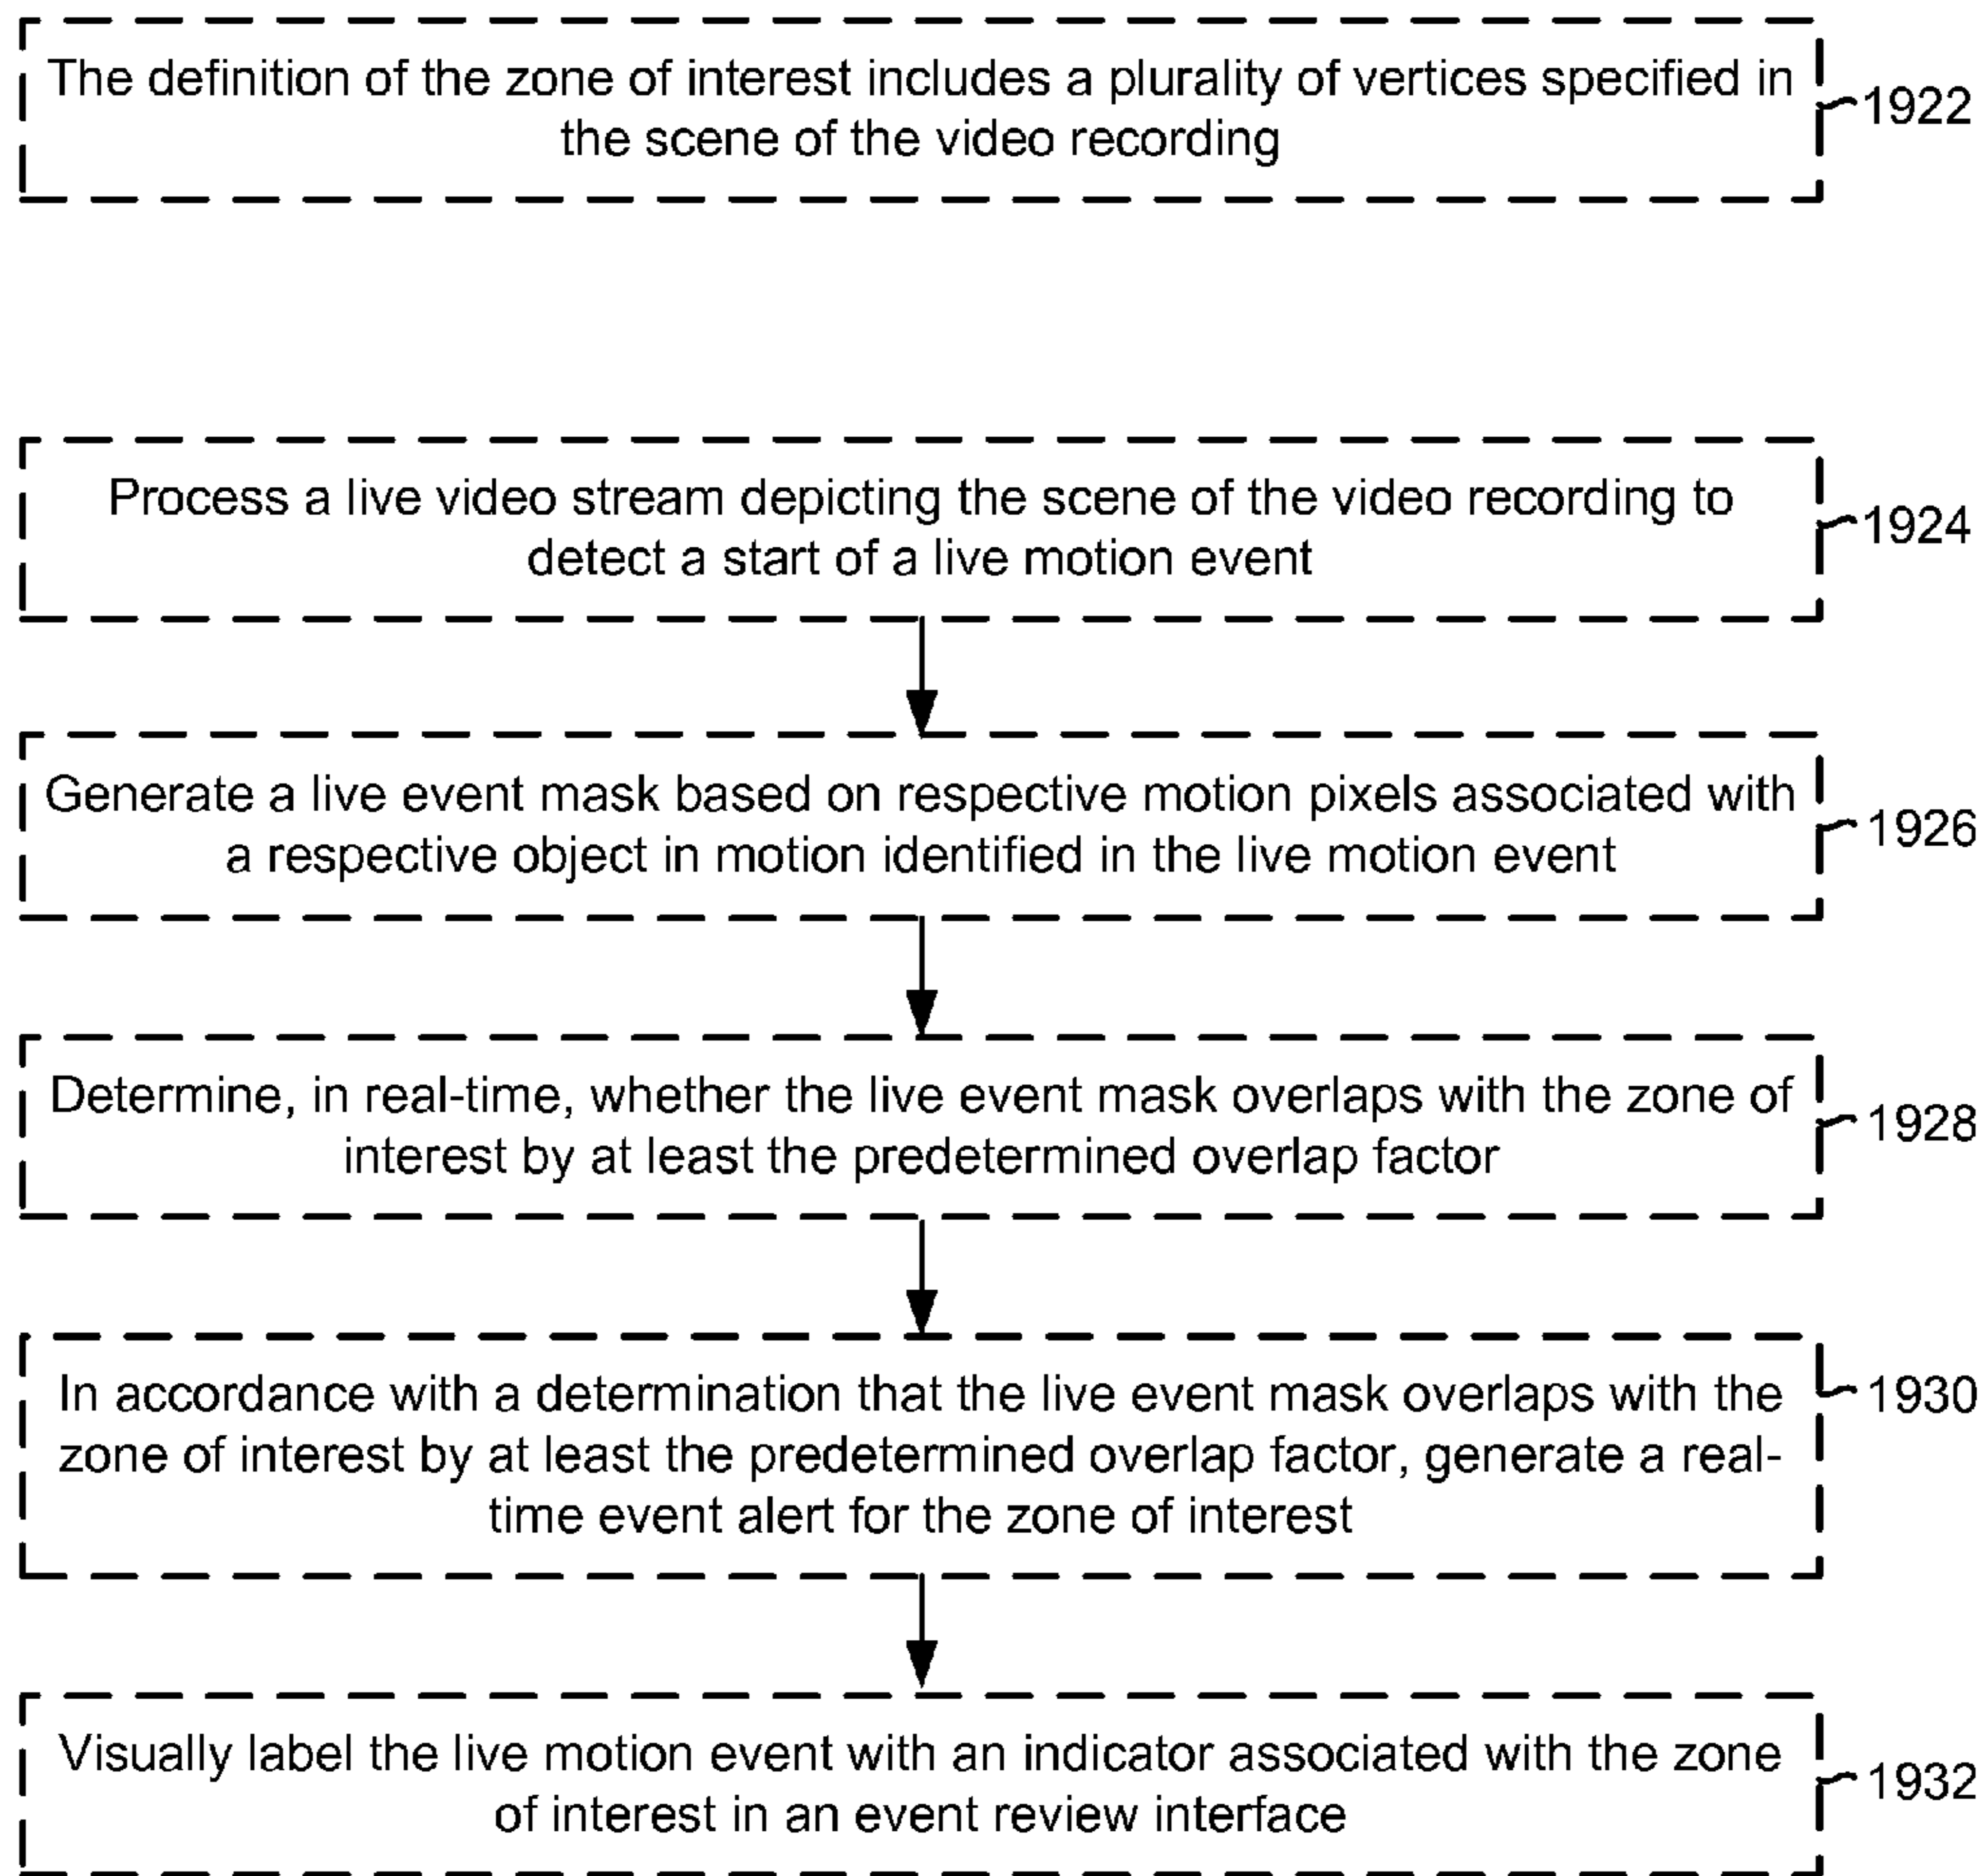 The definition of the zone of interest includes a plurality of vertices specified in
the scene of the video recording
1922
Process a live video stream depicting the scene of the video recording to
detect a start of a live motion event
1924
Generate a live event mask based on respective motion pixels associated with
a respective object in motion identified in the live motion event
1926
Determine, in real-time, whether the live event mask overlaps with the zone of
interest by at least the predetermined overlap factor
1928
In accordance with a determination that the live event mask overlaps with the
zone of interest by at least the predetermined overlap factor, generate a real-
time event alert for the zone of interest
1930
Visually label the live motion event with an indicator associated with the zone
of interest in an event review interface
1932